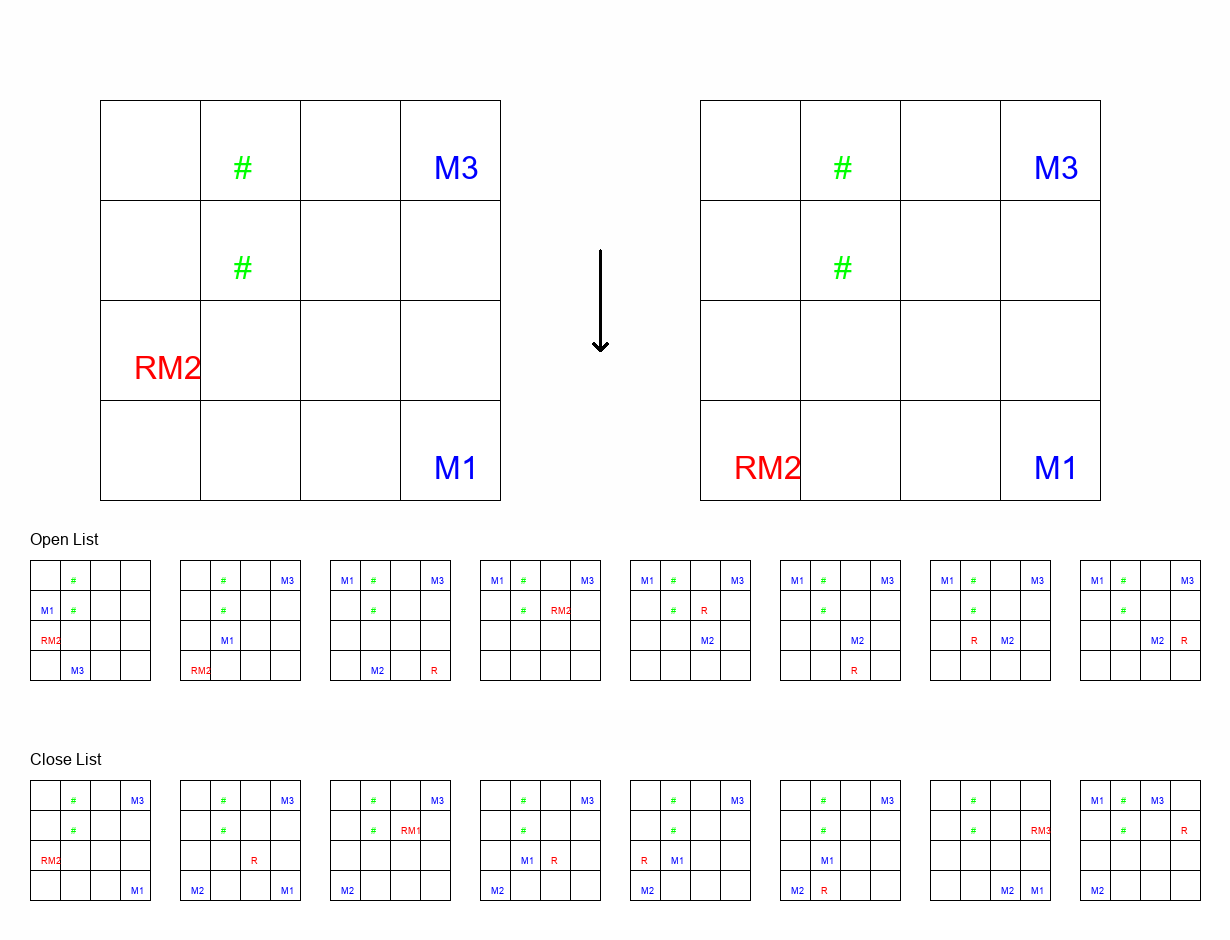 # M3 # M3
# #
RM2
M1 RM2 M1
Open List
# # M3 M1 # M3 M1 # M3 M1 # M3 M1 # M3 M1 # M3 M1 # M3
M1 # # # # RM2 # R # # #
RM2 M1 M2 M2 R M2 M2 R
M3 RM2 M2 R R
Close List
# M3 # M3 # M3 # M3 # M3 # M3 # M1 # M3
# # # RM1 # # # # RM3 # R
RM2 R M1 R R M1 M1
M1 M2 M1 M2 M2 M2 M2 R M2 M1 M2